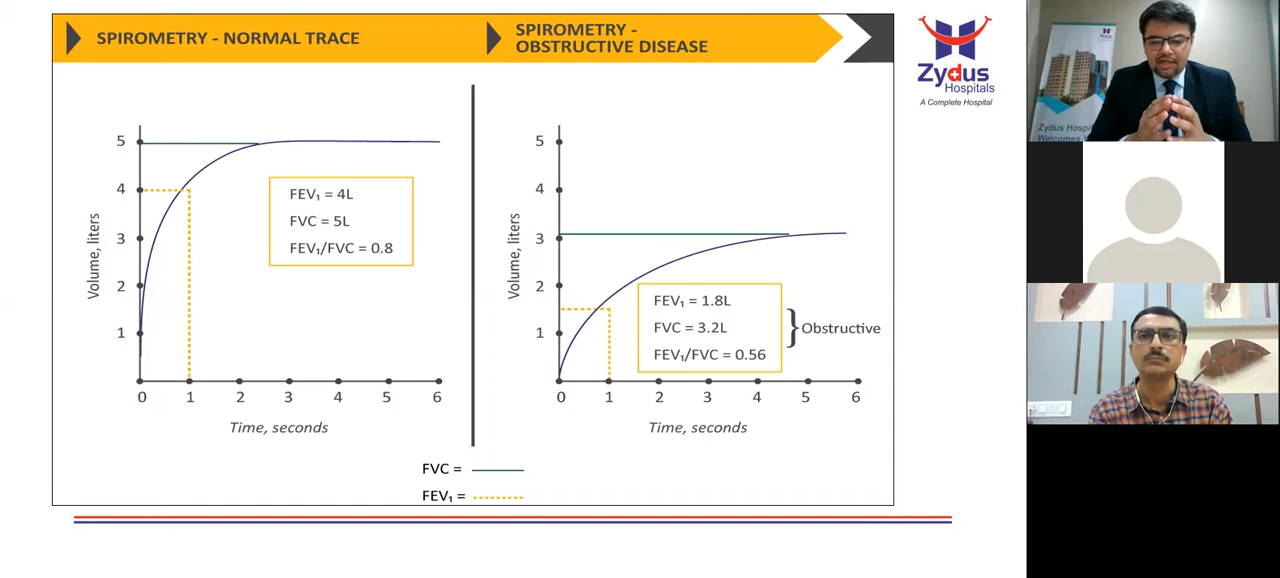 SPIROMETRY - NORMAL TRACE
SPIROMETRY -
OBSTRUCTIVE DISEASE
Zydus
Hospitals
A Complete Hospital
Volume, liters
5
4
3
2
1
0 1 2 3 4 5 6
Time, seconds
FEV₁ = 4L
FVC = 5L
FEV₁/FVC = 0.8
Volume, liters
5
4
3
2
1
0 1 2 3 4 5 6
Time, seconds
FEV₁ = 1.8L
FVC = 3.2L
FEV₁/FVC = 0.56
Obstructive
FVC =
FEV₁ =
Zydus
Welcomes